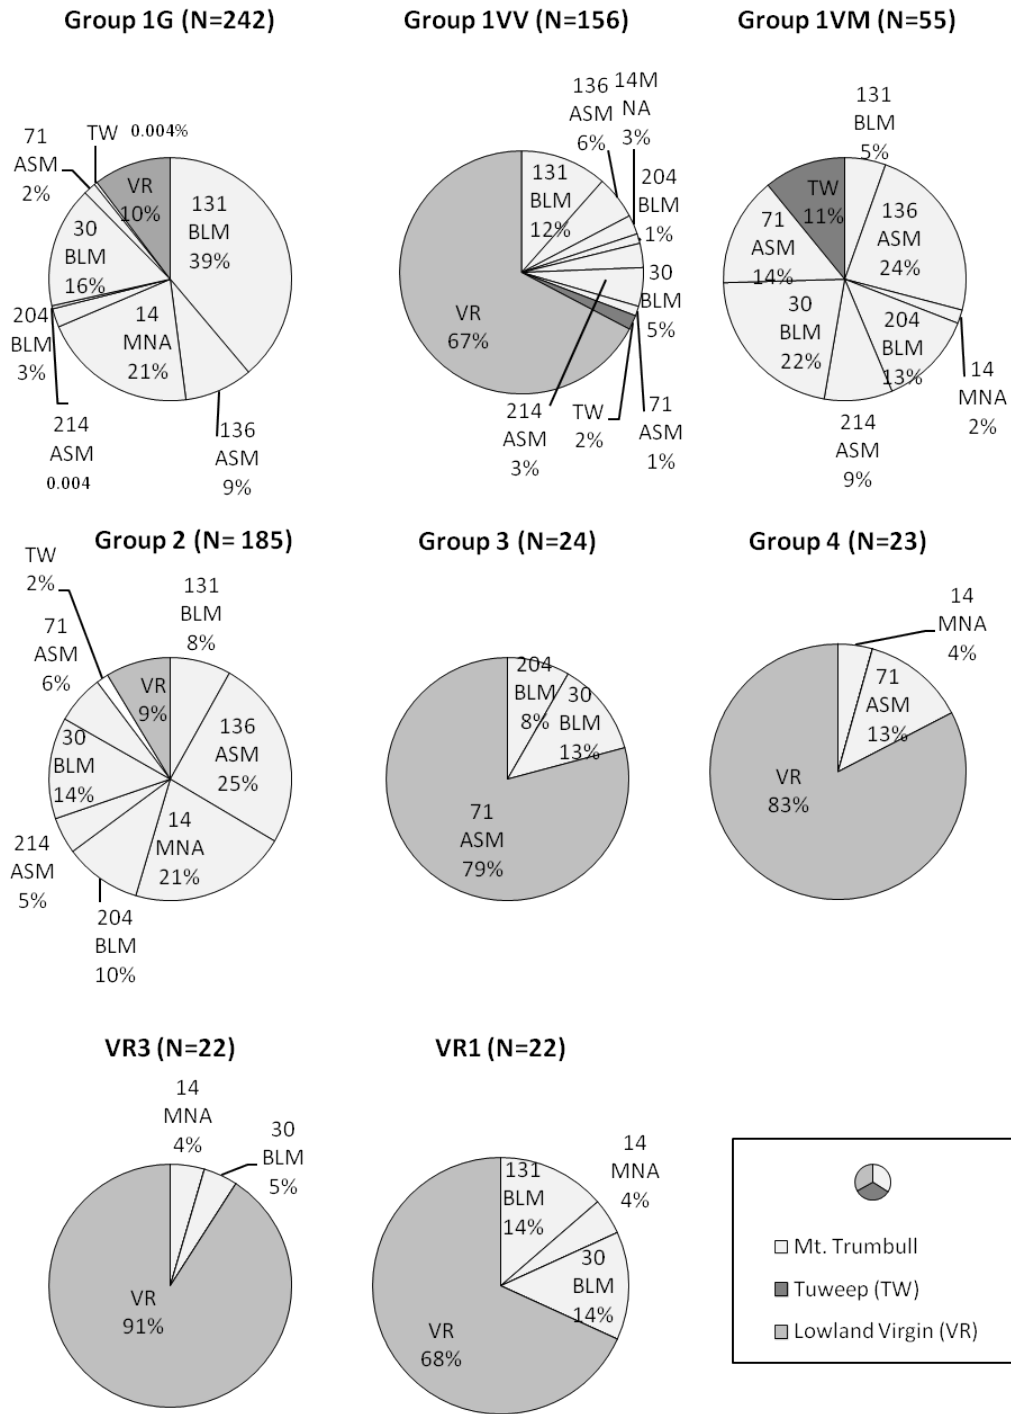 Group 1G (N=242)
71
ASM
2%
TW
0.004%
VR
10%
131
BLM
39%
30
BLM
16%
204
BLM
3%
14
MNA
21%
214
ASM
0.004
136
ASM
9%
Group 1VV (N=156)
136
ASM
6%
14M
NA
3%
131
BLM
12%
204
BLM
1%
30
BLM
5%
VR
67%
214
ASM
3%
TW
2%
71
ASM
1%
Group 1VM (N=55)
131
BLM
5%
TW
11%
136
ASM
24%
71
ASM
14%
30
BLM
22%
204
BLM
13%
14
MNA
2%
214
ASM
9%
Group 2 (N= 185)
TW
2%
131
BLM
8%
71
ASM
6%
VR
9%
136
ASM
25%
30
BLM
14%
14
MNA
21%
214
ASM
5%
204
BLM
10%
Group 3 (N=24)
204
BLM
8%
30
BLM
13%
71
ASM
79%
Group 4 (N=23)
14
MNA
4%
71
ASM
13%
VR
83%
VR3 (N=22)
14
MNA
4%
30
BLM
5%
VR
91%
VR1 (N=22)
131
BLM
14%
14
MNA
4%
30
BLM
14%
VR
68%
Mt. Trumbull
Tuweep (TW)
Lowland Virgin (VR)